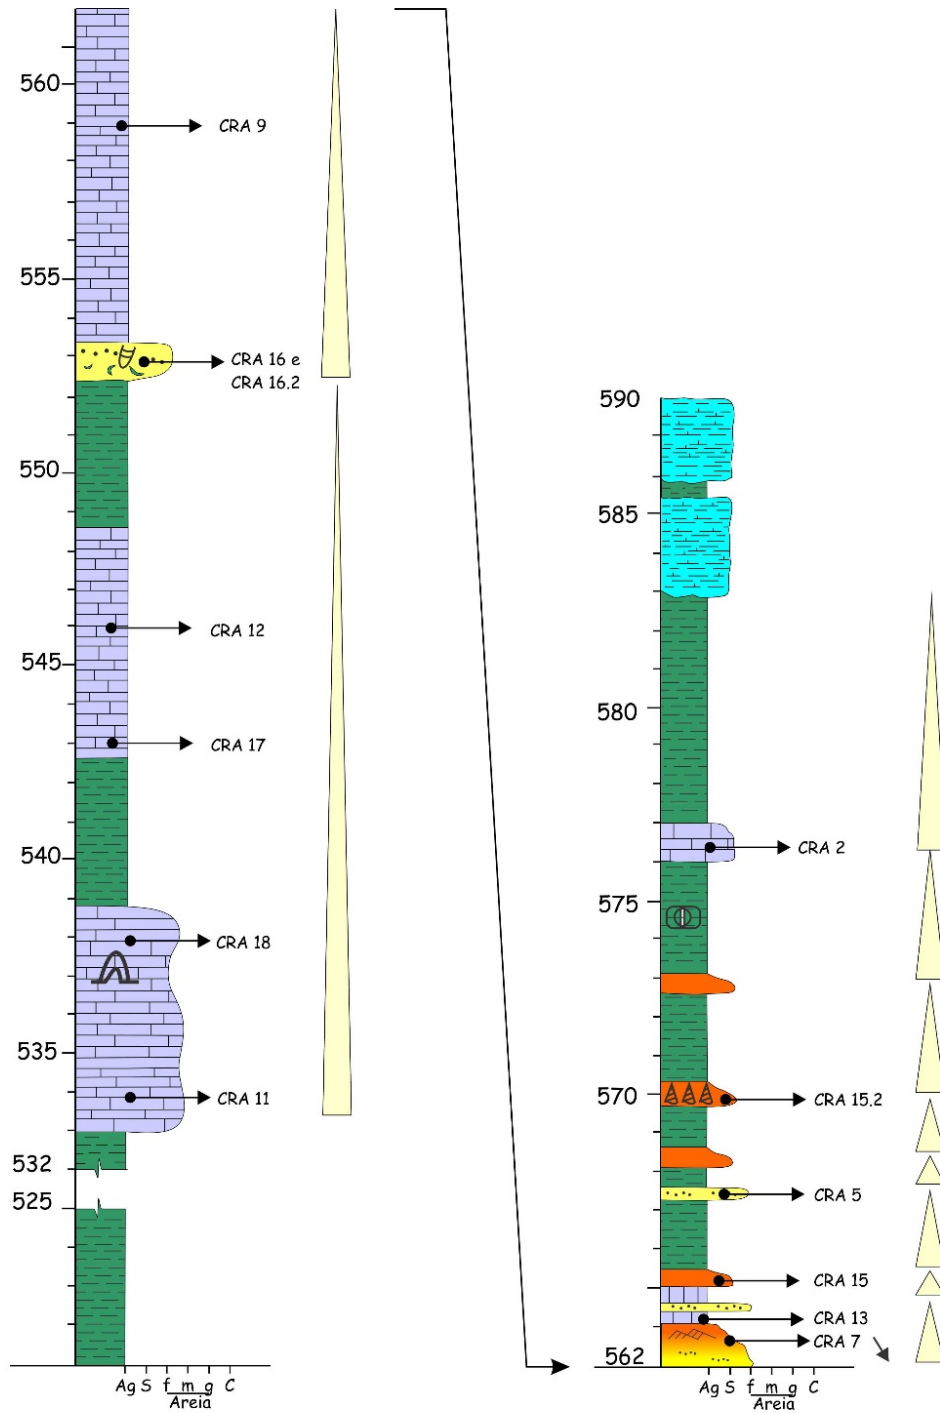 560
CRA 9
555
CRA 16 e
CRA 16.2
550
CRA 12
545
CRA 17
540
CRA 18
535
CRA 11
532
525
Ag S f m g C
Areia
590
585
580
CRA 2
575
570
CRA 15.2
CRA 5
CRA 15
CRA 13
CRA 7
562
Ag S f m g C
Areia